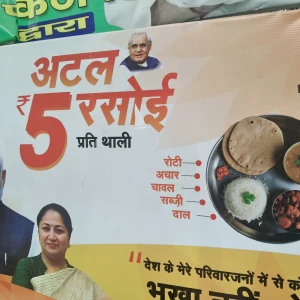 द्वारा
अटल
₹5 रसोई
प्रति थाली
रोटी
अचार
चावल
सब्जी
दाल
"देश के मेरे परिवारजनों में से